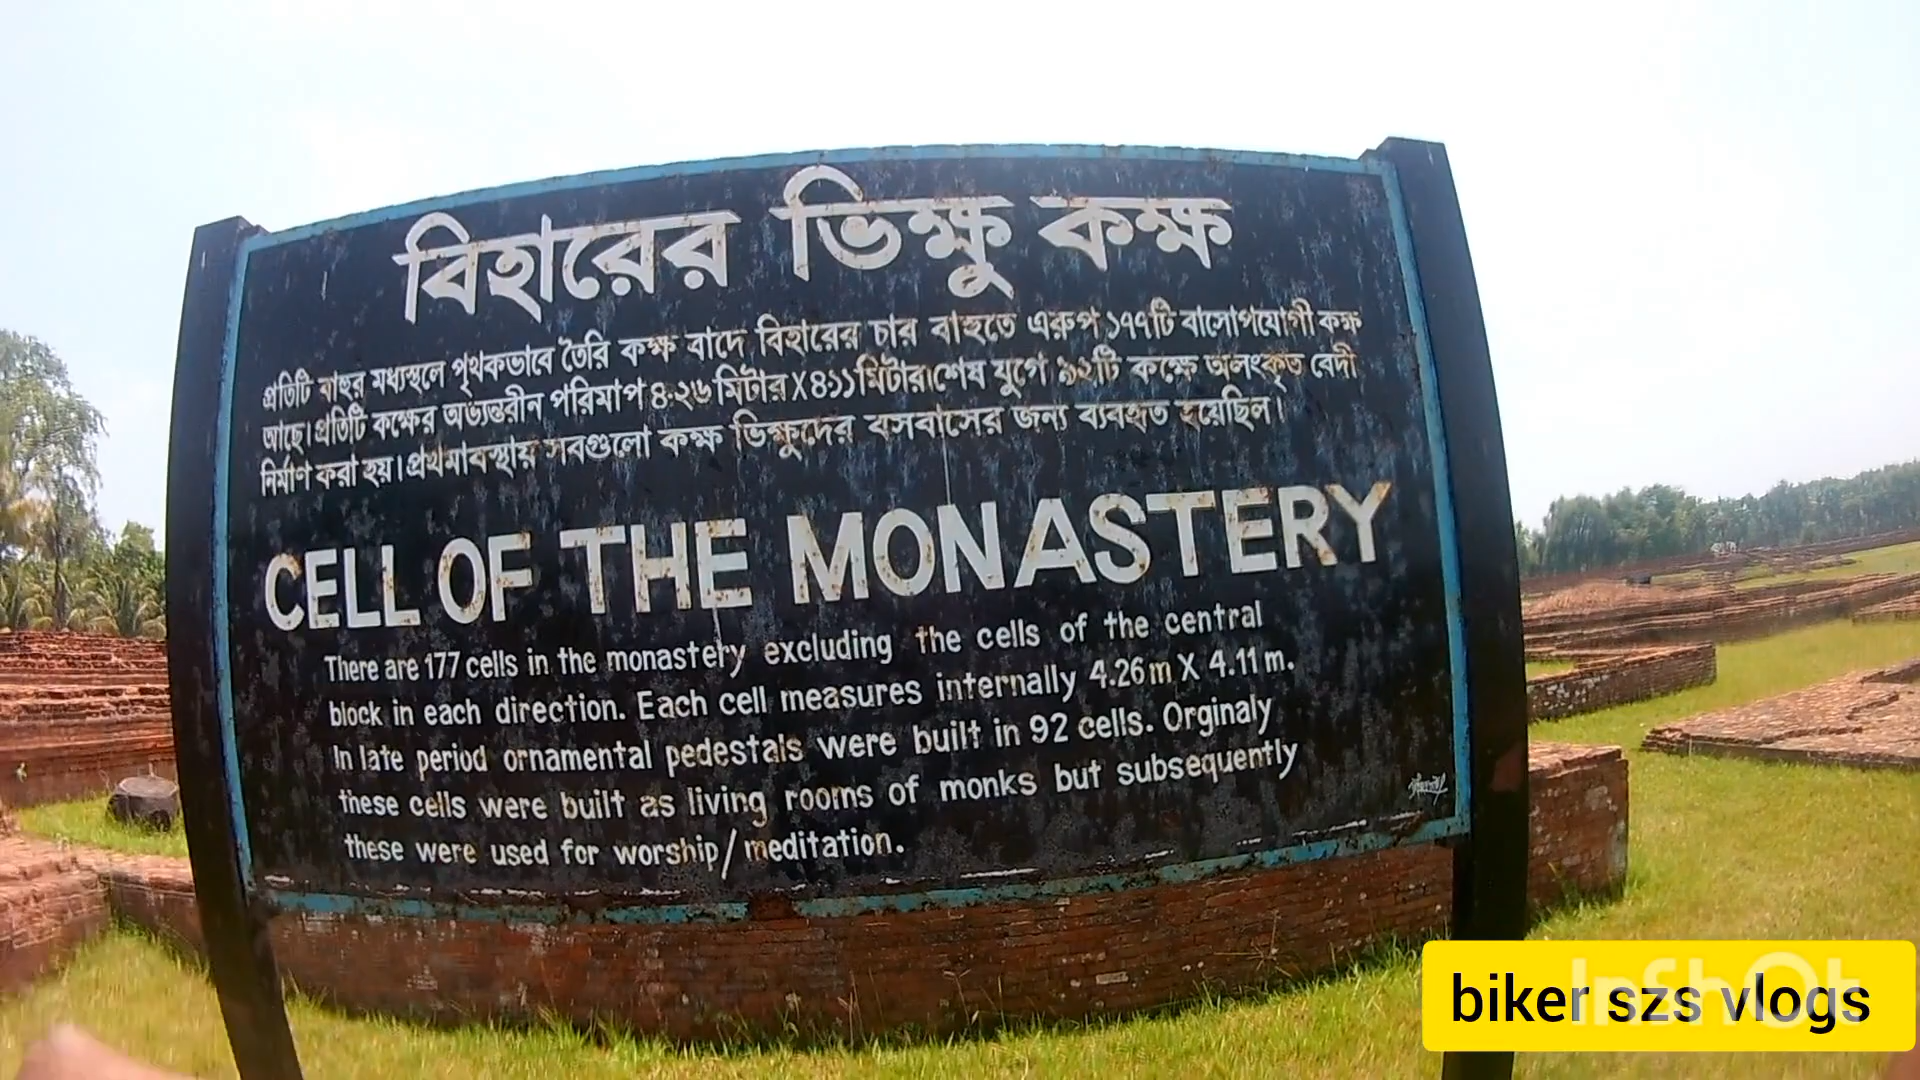 বিহারের ভিক্ষু কক্ষ
প্রতিটি বাহুর মধ্যস্থলে পৃথকভাবে তৈরি কক্ষ বাদে বিহারের চার বাহুতে এরুপ ১৭৭টি বাসোপযোগী কক্ষ
আছে। প্রতিটি কক্ষের অভ্যন্তরীন পরিমাপ ৪·২৬ মিটার X ৪১১ মিটার। শেষ যুগে ৯২টি কক্ষে অলংকৃত বেদী
নির্মাণ করা হয়। প্রথমাবস্থায় সবগুলো কক্ষ ভিক্ষুদের বসবাসের জন্য ব্যবহৃত হয়েছিল।
CELL OF THE MONASTERY
There are 177 cells in the monastery excluding the cells of the central
block in each direction. Each cell measures internally 4.26 m X 4.11 m.
In late period ornamental pedestals were built in 92 cells. Orginaly
these cells were built as living rooms of monks but subsequently
these were used for worship/meditation.
biker szs vlogs
InShOt